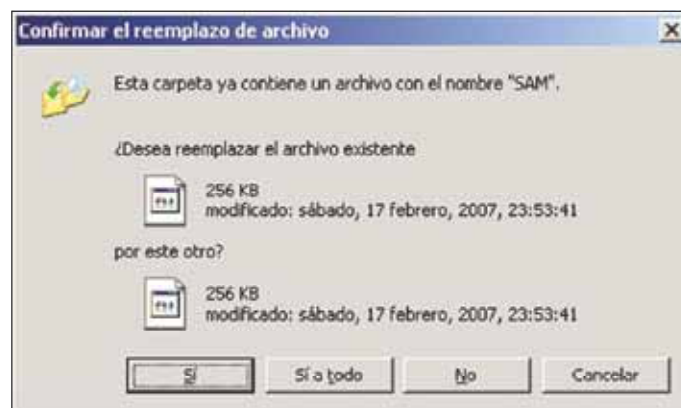 Confirmar el reemplazo de archivo
Esta carpeta ya contiene un archivo con el nombre "SAM".
¿Desea reemplazar el archivo existente
256 KB
modificado: sábado, 17 febrero, 2007, 23:53:41
por este otro?
256 KB
modificado: sábado, 17 febrero, 2007, 23:53:41
Sí
Sí a todo
No
Cancelar